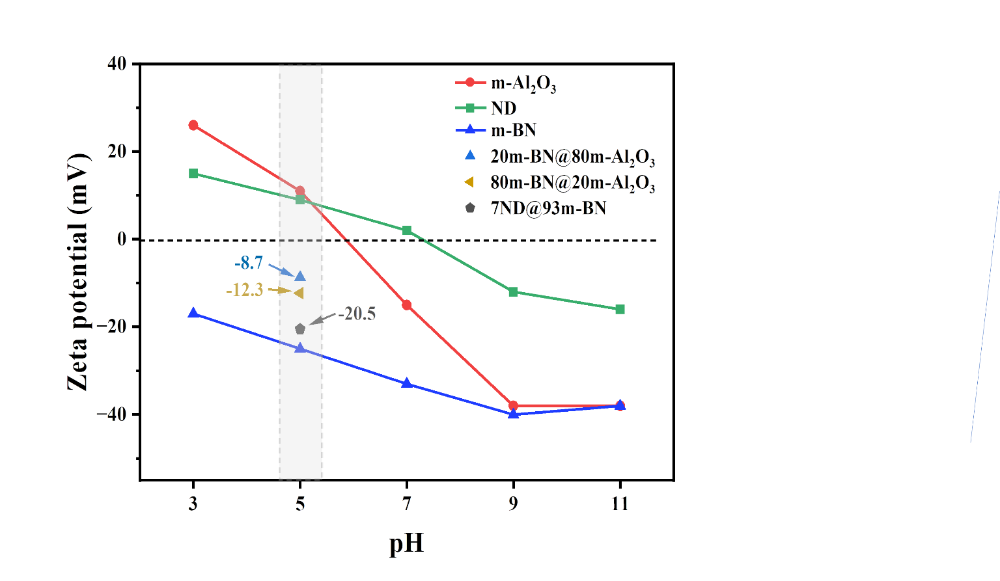 40
20
0
−20
−40
Zeta potential (mV)
m-Al₂O₃
ND
m-BN
20m-BN@80m-Al₂O₃
80m-BN@20m-Al₂O₃
7ND@93m-BN
-8.7
-12.3
-20.5
3 5 7 9 11
pH